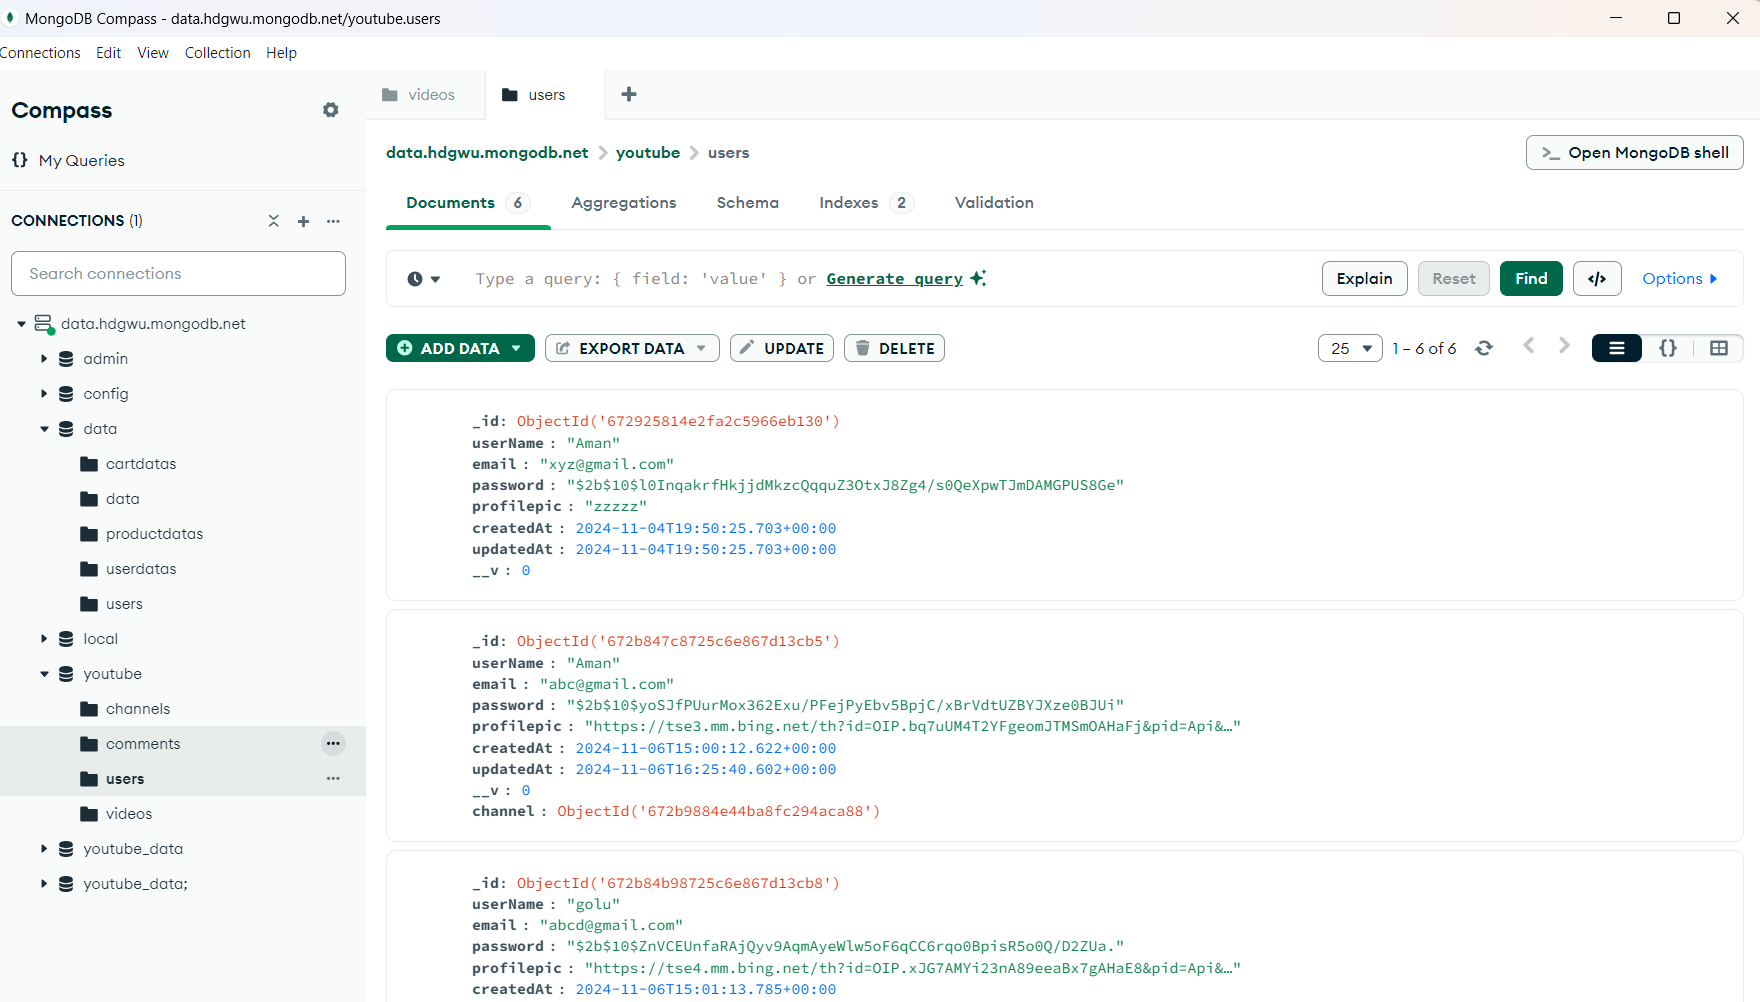 MongoDB Compass - data.hdgwu.mongodb.net/youtube.users
Connections Edit View Collection Help
Compass
{} My Queries
CONNECTIONS (1)
Search connections
data.hdgwu.mongodb.net
admin
config
data
cartdatas
data
productdatas
userdatas
users
local
youtube
channels
comments
users
videos
youtube_data
youtube_data;
videos
users
data.hdgwu.mongodb.net > youtube > users
>_ Open MongoDB shell
Documents 6 Aggregations Schema Indexes 2 Validation
Type a query: { field: 'value' } or Generate query
Explain Reset Find </> Options
ADD DATA EXPORT DATA UPDATE DELETE
25 1 – 6 of 6 {}
_id: ObjectId('672925814e2fa2c5966eb130')
userName : "Aman"
email : "xyz@gmail.com"
password : "$2b$10$l0InqakrfHkjjdMkzcQqquZ3OtxJ8Zg4/s0QeXpwTJmDAMGPUS8Ge"
profilepic : "zzzzz"
createdAt : 2024-11-04T19:50:25.703+00:00
updatedAt : 2024-11-04T19:50:25.703+00:00
__v : 0
_id: ObjectId('672b847c8725c6e867d13cb5')
userName : "Aman"
email : "abc@gmail.com"
password : "$2b$10$yoSJfPUurMox362Exu/PFejPyEbv5BpjC/xBrVdtUZBYJXze0BJUi"
profilepic : "https://tse3.mm.bing.net/th?id=OIP.bq7uUM4T2YFgeomJTMSmOAHaFj&pid=Api&…"
createdAt : 2024-11-06T15:00:12.622+00:00
updatedAt : 2024-11-06T16:25:40.602+00:00
__v : 0
channel : ObjectId('672b9884e44ba8fc294aca88')
_id: ObjectId('672b84b98725c6e867d13cb8')
userName : "golu"
email : "abcd@gmail.com"
password : "$2b$10$ZnVCEUnfaRAjQyv9AqmAyeWlw5oF6qCC6rqo0BpisR5o0Q/D2ZUa."
profilepic : "https://tse4.mm.bing.net/th?id=OIP.xJG7AMYi23nA89eeaBx7gAHaE8&pid=Api&…"
createdAt : 2024-11-06T15:01:13.785+00:00